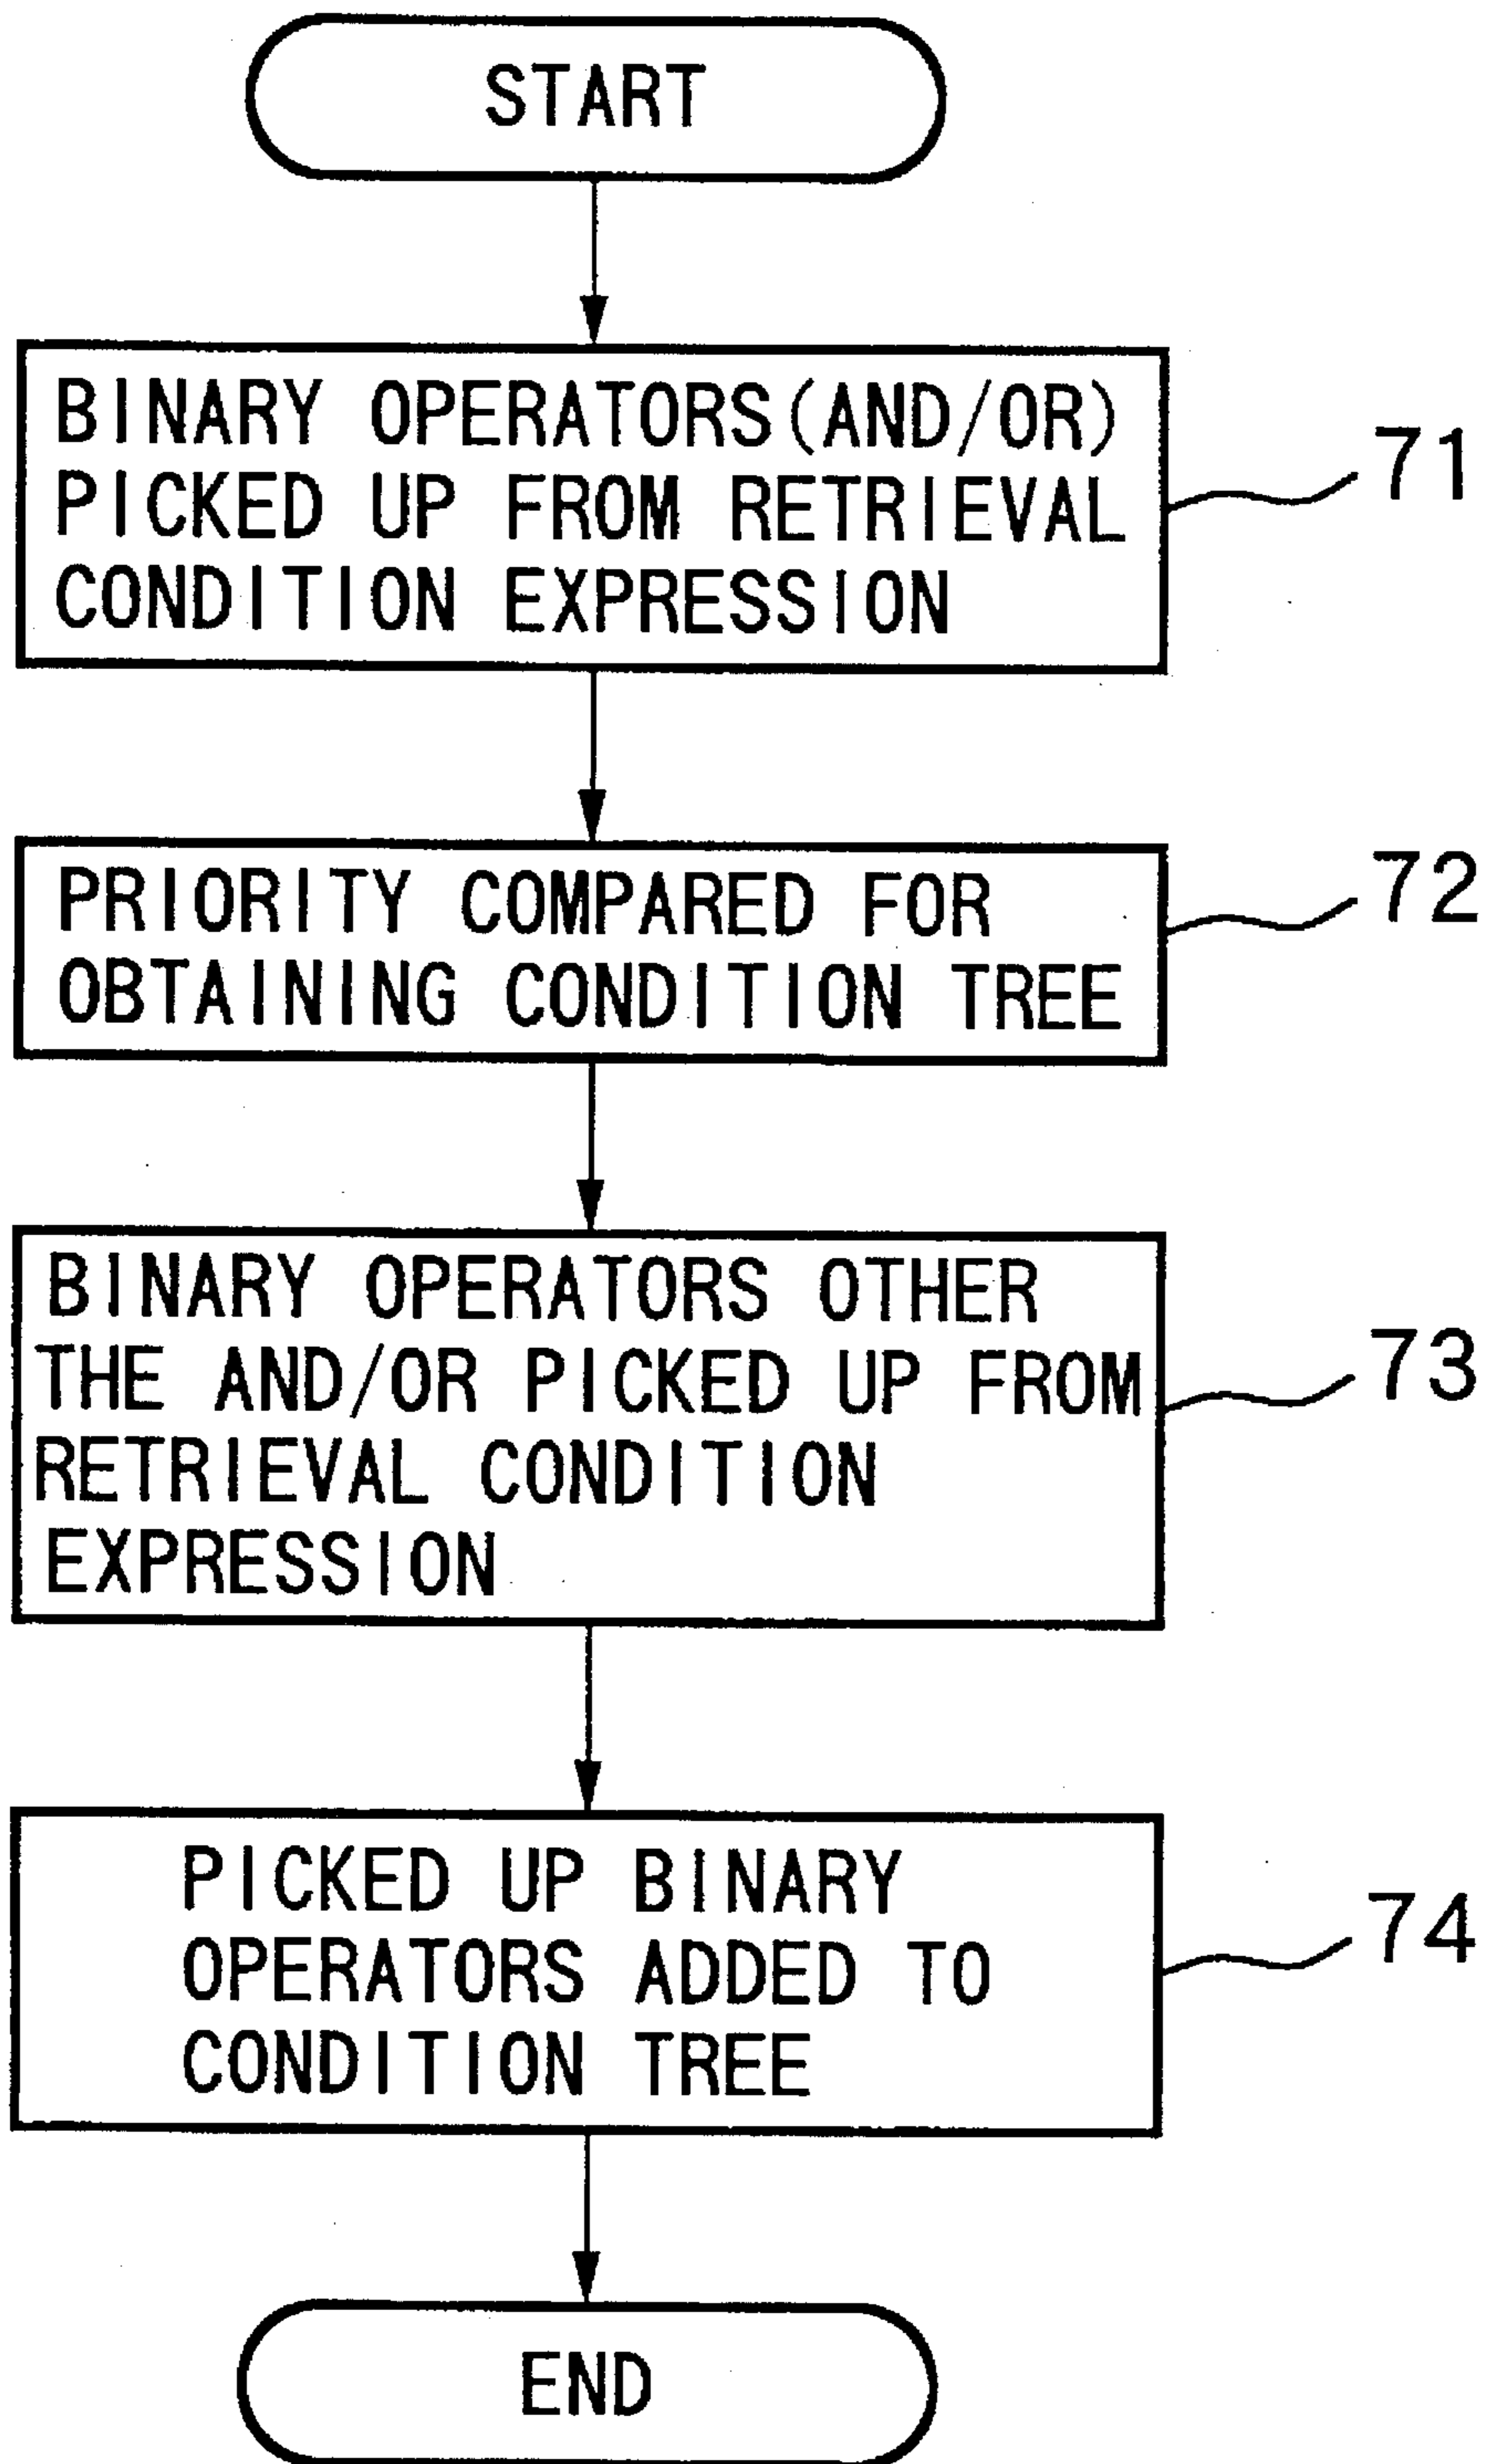 START
BINARY OPERATORS(AND/OR)
PICKED UP FROM RETRIEVAL
CONDITION EXPRESSION
71
PRIORITY COMPARED FOR
OBTAINING CONDITION TREE
72
BINARY OPERATORS OTHER
THE AND/OR PICKED UP FROM
RETRIEVAL CONDITION
EXPRESSION
73
PICKED UP BINARY
OPERATORS ADDED TO
CONDITION TREE
74
END